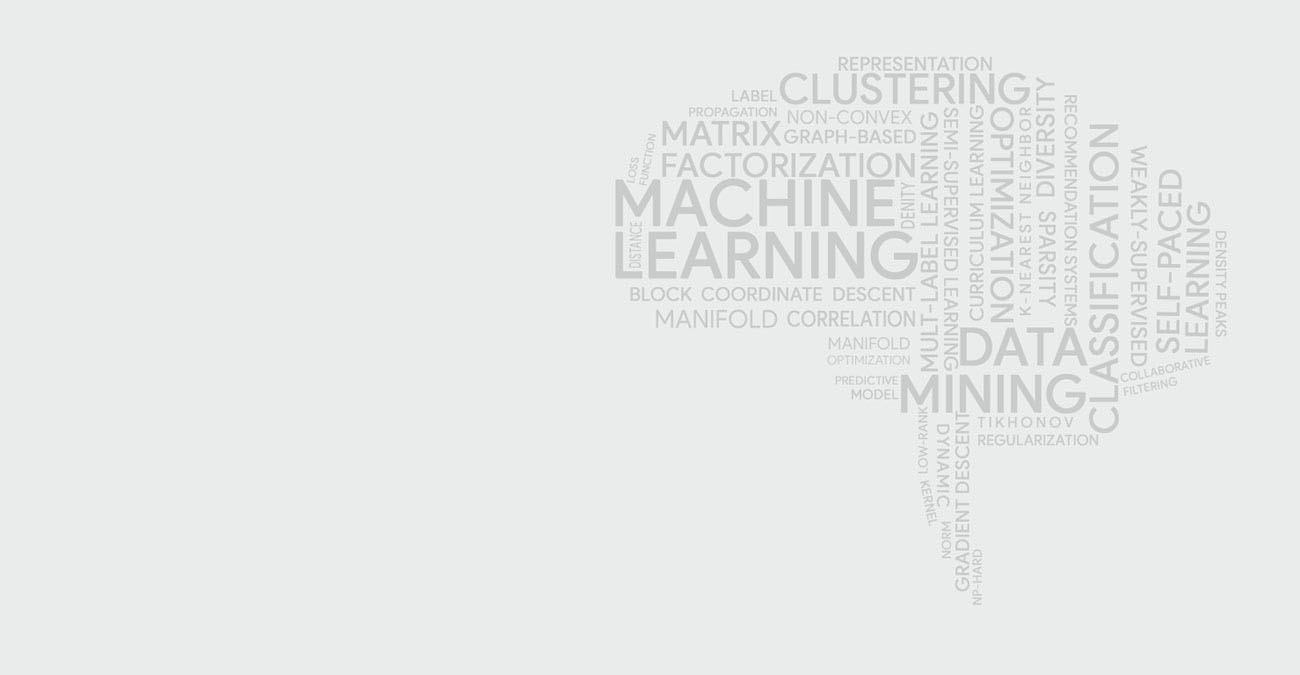 REPRESENTATION
CLUSTERING
LABEL
PROPAGATION
NON-CONVEX
MATRIX
GRAPH-BASED
LOSS
FUNCTION
FACTORIZATION
MACHINE
DENITY
DISTANCE
LEARNING
BLOCK COORDINATE DESCENT
MANIFOLD
CORRELATION
MANIFOLD
OPTIMIZATION
PREDICTIVE
MODEL
MULT-LABEL LEARNING
SEMI-SUPERVISED LEARNING
CURRICULUM LEARNING
OPTIMIZATION
K-NEAREST NEIGHBOR
DIVERSITY
SPARSITY
RECOMMENDATION SYSTEMS
CLASSIFICATION
WEAKLY-SUPERVISED
SELF-PACED
LEARNING
DENSITY PEAKS
DATA
MINING
COLLABORATIVE
FILTERING
TIKHONOV
REGULARIZATION
LOW-RANK
KERNEL
DYNAMIC
NORM
GRADIENT DESCENT
NP-HARD